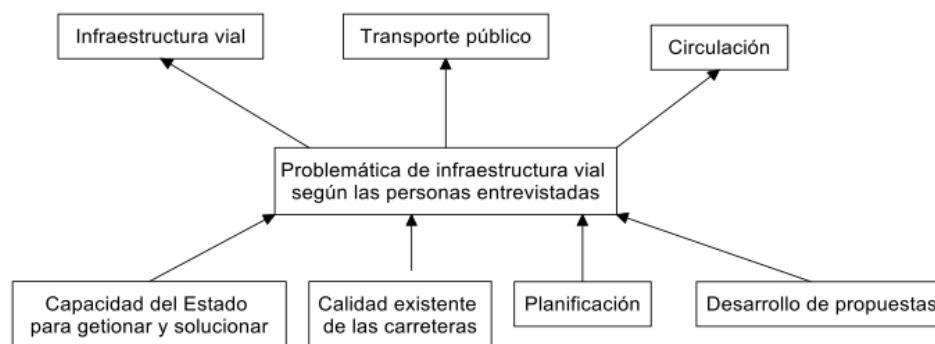 Infraestructura vial
Transporte público
Circulación
Problemática de infraestructura vial
según las personas entrevistadas
Capacidad del Estado
para getionar y solucionar
Calidad existente
de las carreteras
Planificación
Desarrollo de propuestas